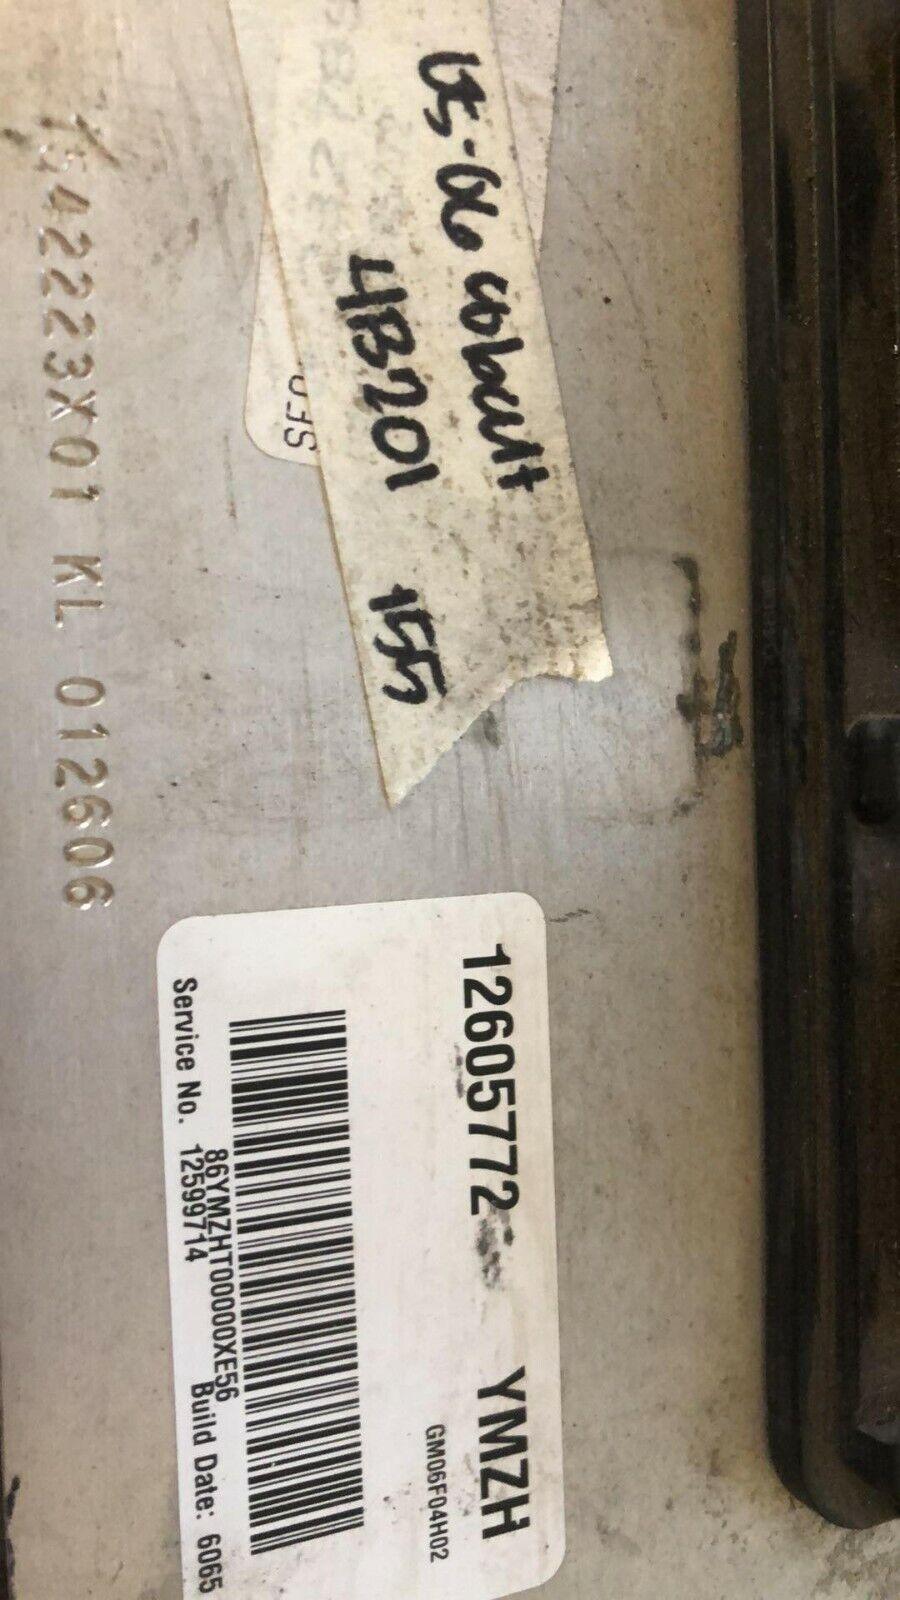 05-06 cobalt
4B201 155
12605772 YMZH
GM06F04H02
86YMZHT00000XE56
Service No. 12599714 Build Date: 6065
42223X01 KL 012606